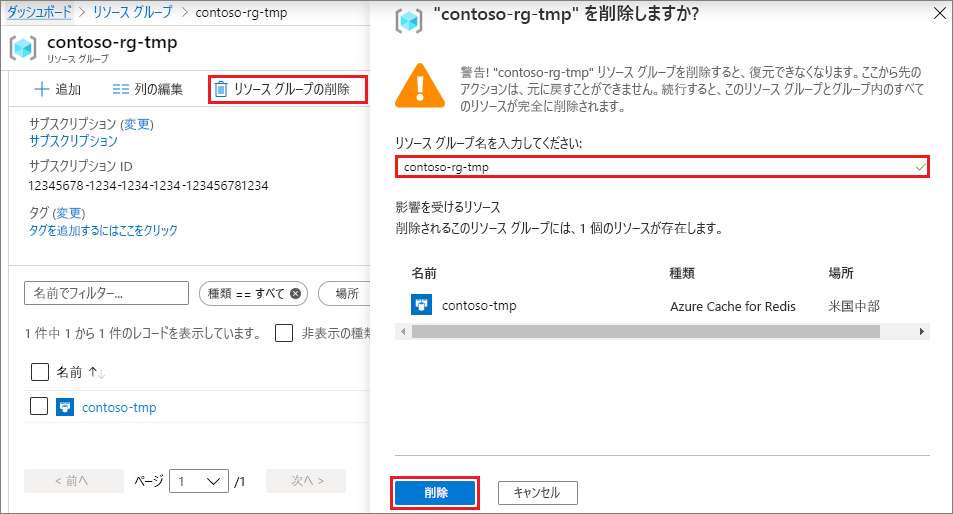 ダッシュボード > リソース グループ > contoso-rg-tmp
contoso-rg-tmp
リソース グループ
追加
列の編集
リソース グループの削除
サブスクリプション (変更)
サブスクリプション
サブスクリプション ID
12345678-1234-1234-1234-123456781234
タグ (変更)
タグを追加するにはここをクリック
名前でフィルター...
種類 == すべて
場所
1 件中 1 から 1 件のレコードを表示しています。
非表示の種類
名前 ↑↓
contoso-tmp
< 前へ
ページ
1
/1
次へ >
"contoso-rg-tmp" を削除しますか?
警告! "contoso-rg-tmp" リソース グループを削除すると、復元できなくなります。ここから先の
アクションは、元に戻すことができません。続行すると、このリソース グループとグループ内のすべて
のリソースが完全に削除されます。
リソース グループ名を入力してください:
contoso-rg-tmp
影響を受けるリソース
削除されるこのリソース グループには、1 個のリソースが存在します。
名前
種類
場所
contoso-tmp
Azure Cache for Redis
米国中部
削除
キャンセル